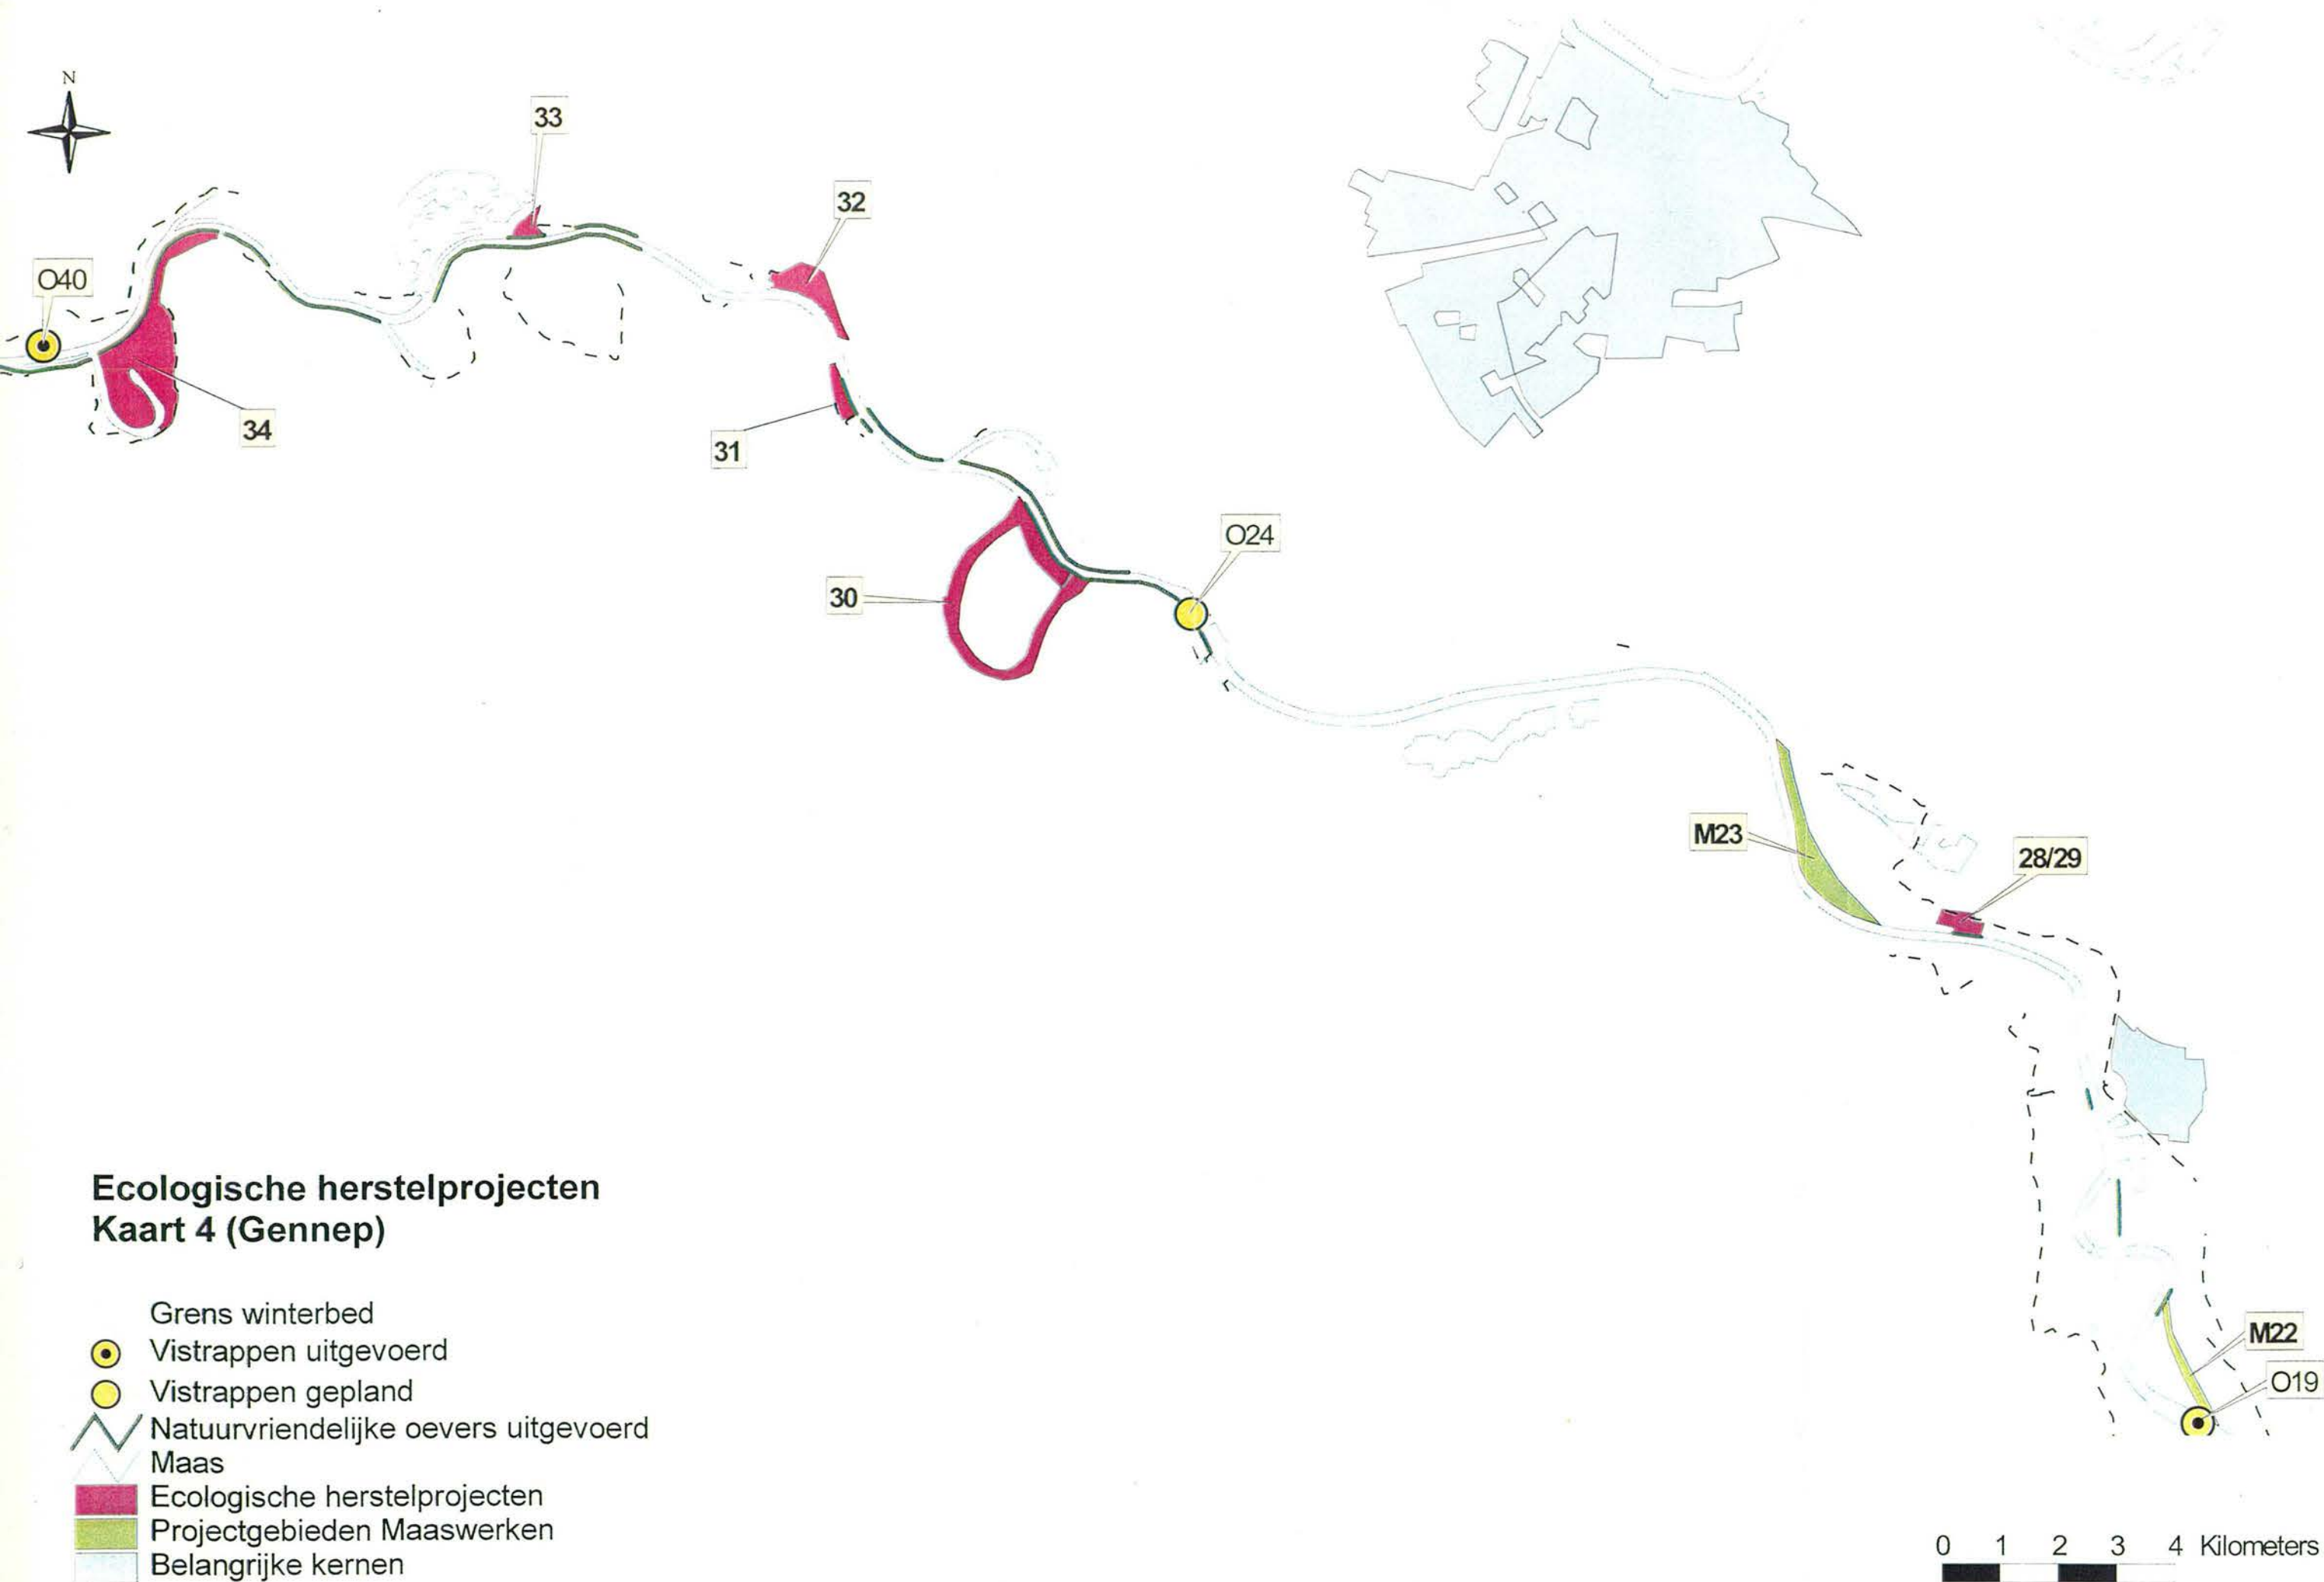 N
33
32
O40
34
31
O24
30
M23
28/29
Ecologische herstelprojecten
Kaart 4 (Gennep)
Grens winterbed
Vistrappen uitgevoerd
Vistrappen gepland
Natuurvriendelijke oevers uitgevoerd
Maas
Ecologische herstelprojecten
Projectgebieden Maaswerken
Belangrijke kernen
M22
O19
0 1 2 3 4 Kilometers